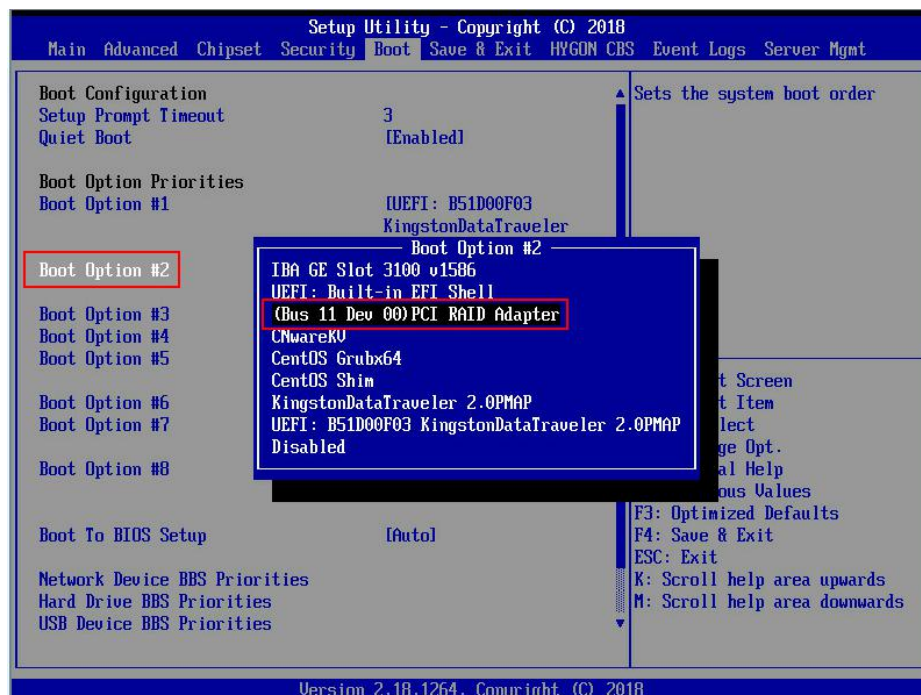 Setup Utility - Copyright (C) 2018
Main Advanced Chipset Security Boot Save & Exit HYGON CBS Event Logs Server Mgmt
Boot Configuration
Setup Prompt Timeout 3
Quiet Boot [Enabled]
Boot Option Priorities
Boot Option #1 [UEFI: B51D00F03
KingstonDataTraveler
Boot Option #2
Boot Option #3
Boot Option #4
Boot Option #5
Boot Option #6
Boot Option #7
Boot Option #8
Boot To BIOS Setup [Auto]
Network Device BBS Priorities
Hard Drive BBS Priorities
USB Device BBS Priorities
Boot Option #2
IBA GE Slot 3100 v1586
UEFI: Built-in EFI Shell
(Bus 11 Dev 00)PCI RAID Adapter
CNwareKV
CentOS Grubx64
CentOS Shim
KingstonDataTraveler 2.0PMAP
UEFI: B51D00F03 KingstonDataTraveler 2.0PMAP
Disabled
Sets the system boot order
t Screen
t Item
lect
ge Opt.
al Help
ous Values
F3: Optimized Defaults
F4: Save & Exit
ESC: Exit
K: Scroll help area upwards
M: Scroll help area downwards
Version 2.18.1264. Copyright (C) 2018